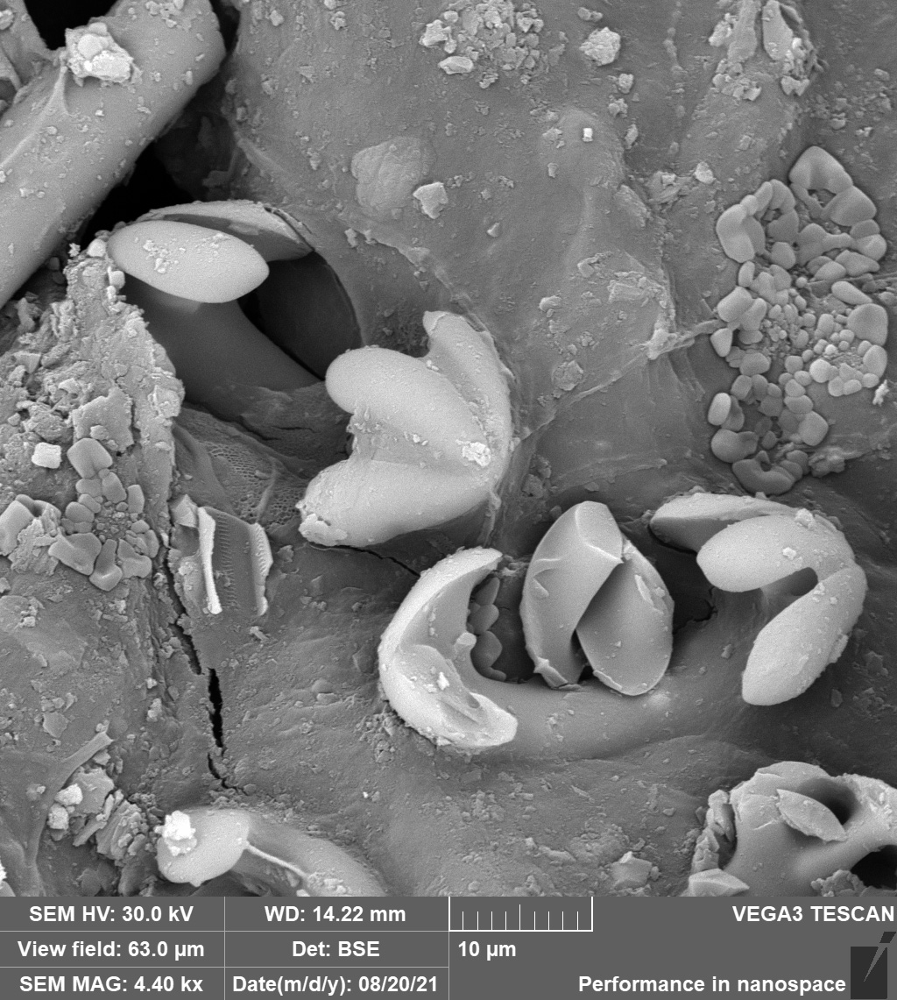 SEM HV: 30.0 kV
WD: 14.22 mm
VEGA3 TESCAN
View field: 63.0 µm
Det: BSE
10 µm
SEM MAG: 4.40 kx
Date(m/d/y): 08/20/21
Performance in nanospace